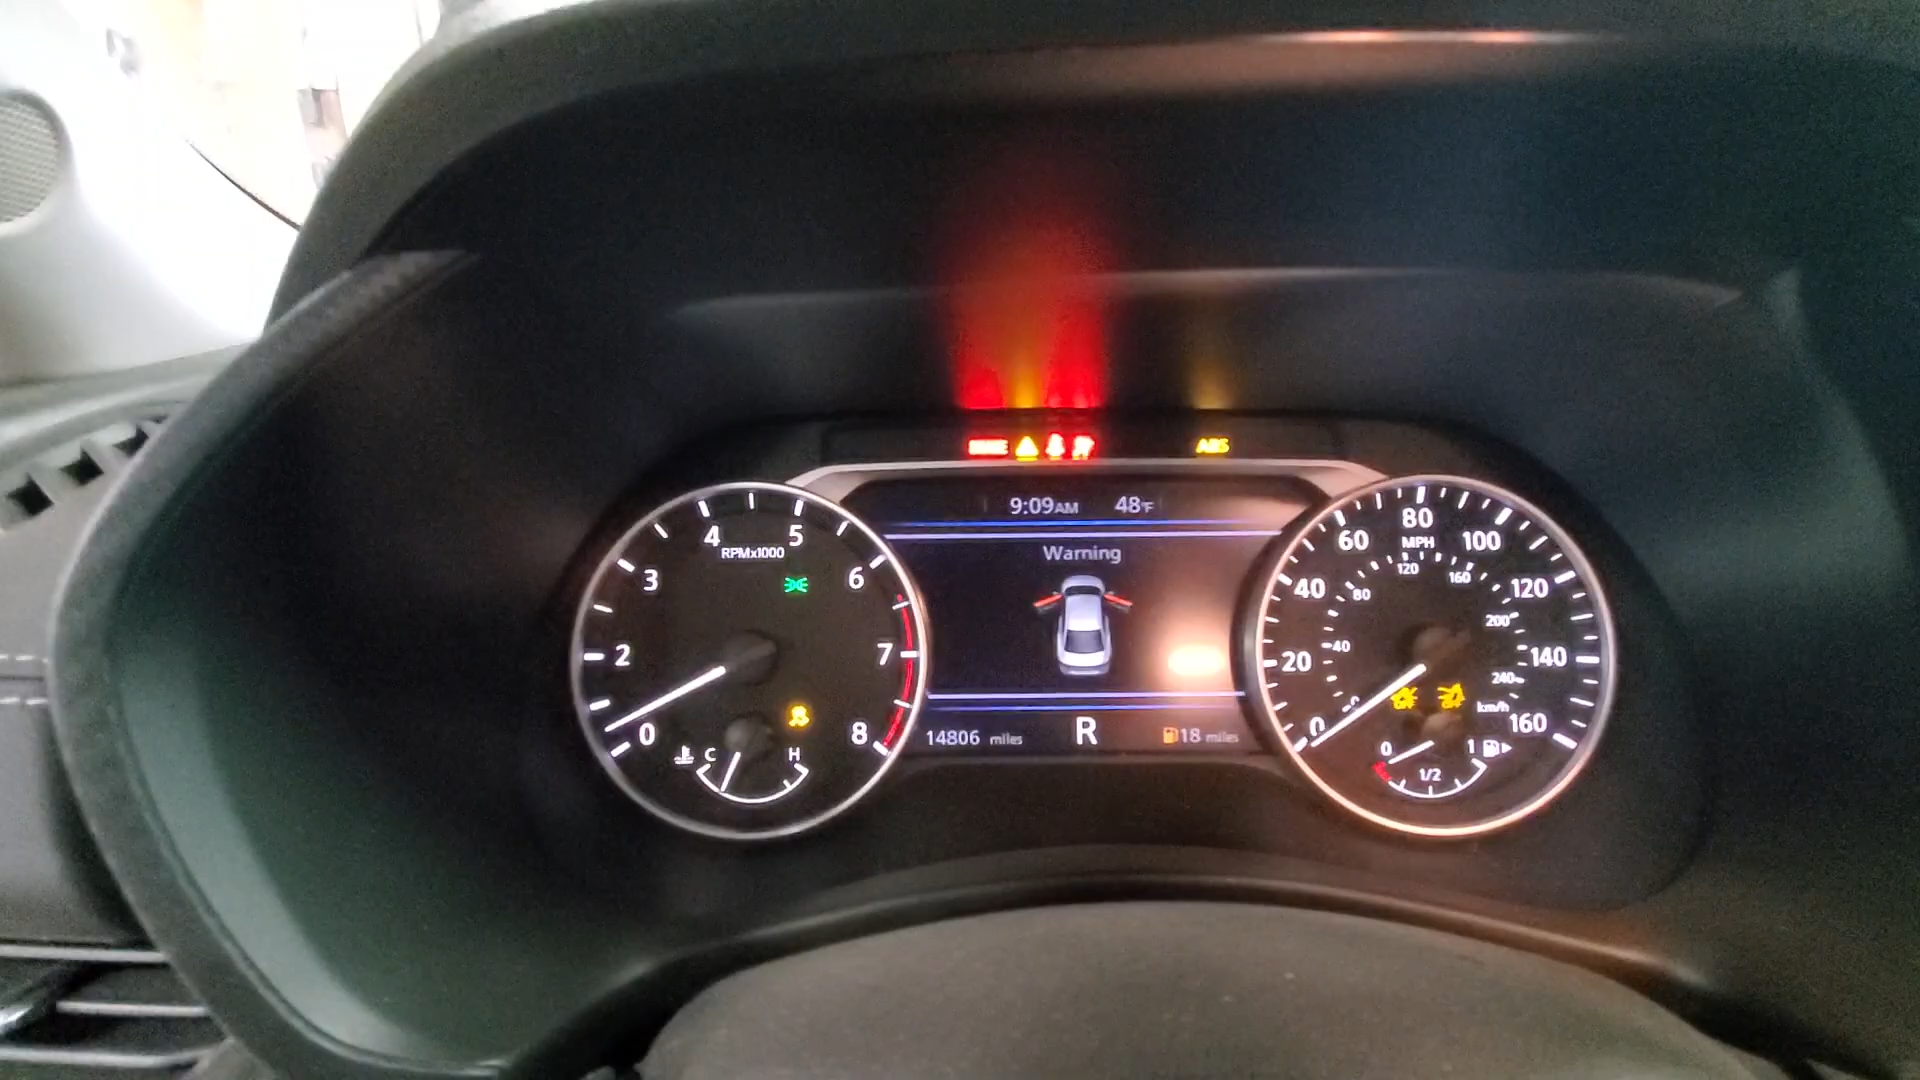 ABS
9:09AM 48°F
Warning
4 5
RPMx1000
3 6
2 7
0 8
C H
14806 miles R 18 miles
80
60 MPH 100
120 160
40 80 120
200
20 40 140
240
km/h
0 0 160
0 1
1/2